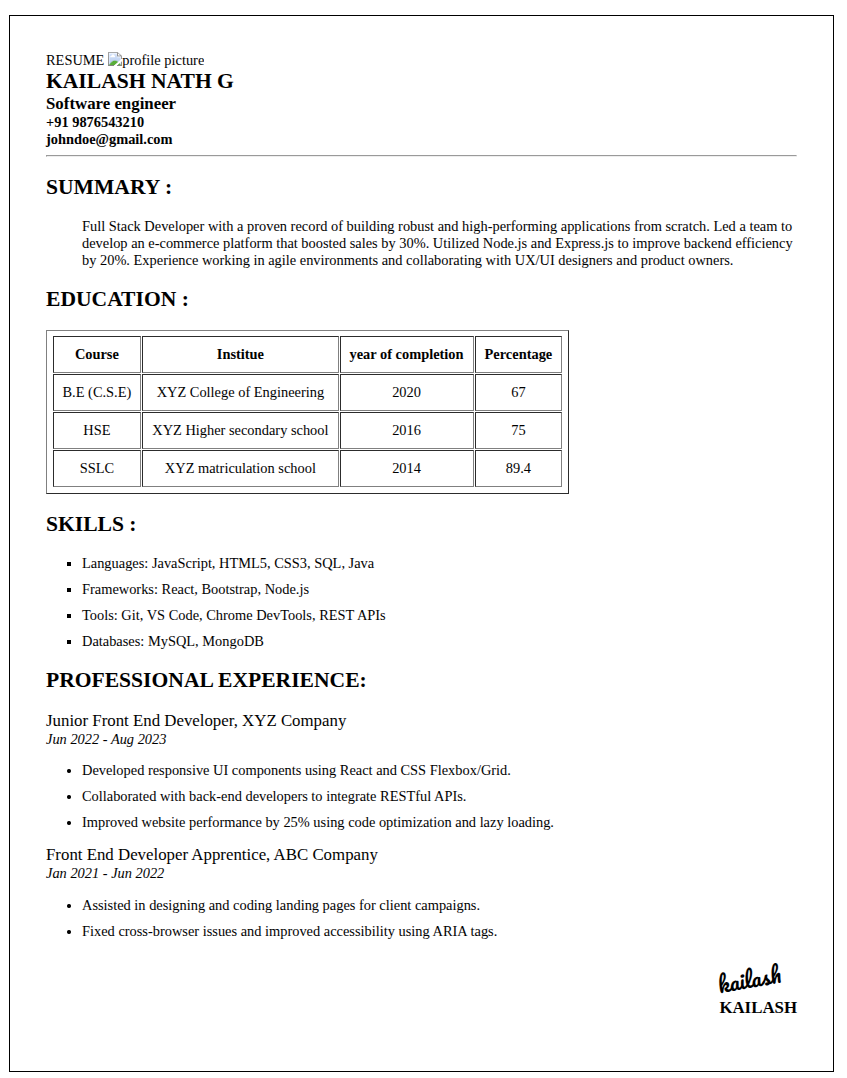 RESUME profile picture
KAILASH NATH G
Software engineer
+91 9876543210
johndoe@gmail.com
SUMMARY :
Full Stack Developer with a proven record of building robust and high-performing applications from scratch. Led a team to
develop an e-commerce platform that boosted sales by 30%. Utilized Node.js and Express.js to improve backend efficiency
by 20%. Experience working in agile environments and collaborating with UX/UI designers and product owners.
EDUCATION :
Course Institue year of completion Percentage
B.E (C.S.E) XYZ College of Engineering 2020 67
HSE XYZ Higher secondary school 2016 75
SSLC XYZ matriculation school 2014 89.4
SKILLS :
Languages: JavaScript, HTML5, CSS3, SQL, Java
Frameworks: React, Bootstrap, Node.js
Tools: Git, VS Code, Chrome DevTools, REST APIs
Databases: MySQL, MongoDB
PROFESSIONAL EXPERIENCE:
Junior Front End Developer, XYZ Company
Jun 2022 - Aug 2023
Developed responsive UI components using React and CSS Flexbox/Grid.
Collaborated with back-end developers to integrate RESTful APIs.
Improved website performance by 25% using code optimization and lazy loading.
Front End Developer Apprentice, ABC Company
Jan 2021 - Jun 2022
Assisted in designing and coding landing pages for client campaigns.
Fixed cross-browser issues and improved accessibility using ARIA tags.
kailash
KAILASH